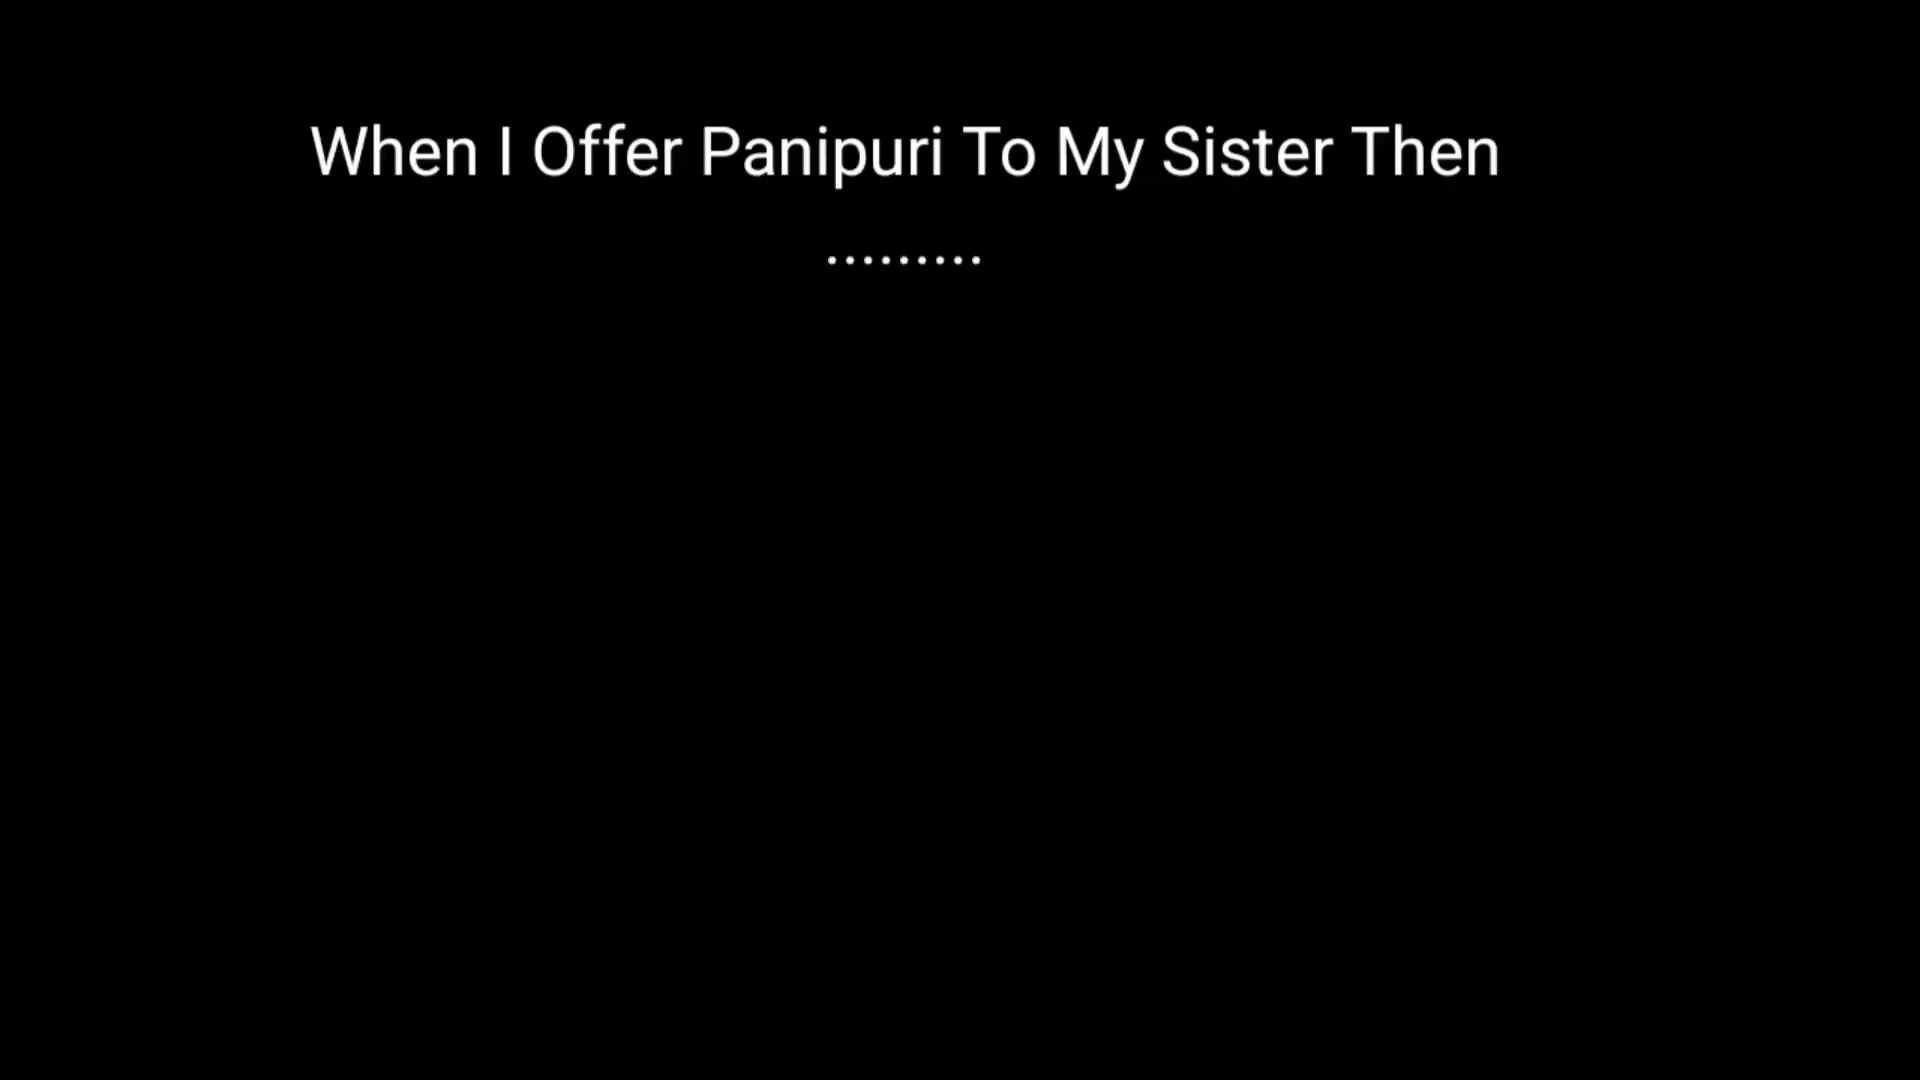 When I Offer Panipuri To My Sister Then
.........